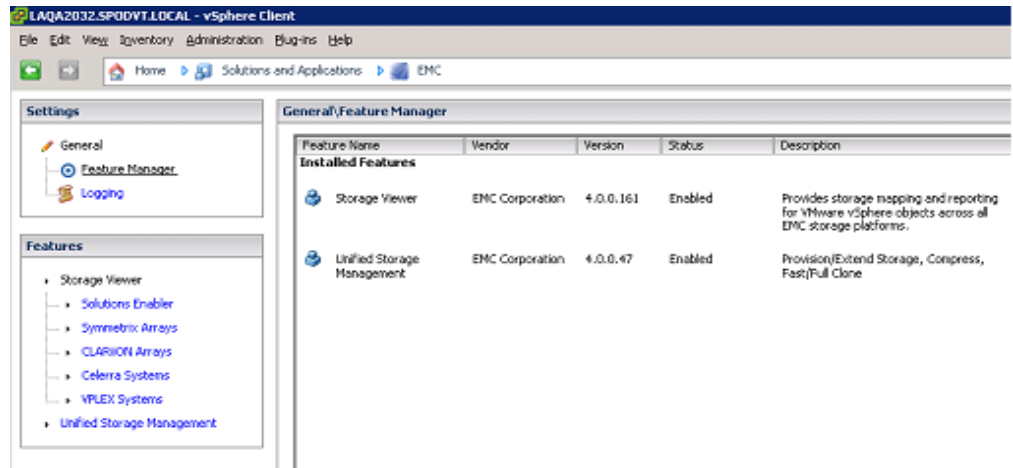 LAQA2032.SPODVT.LOCAL - vSphere Client
File Edit View Inventory Administration Plug-ins Help
Home Solutions and Applications EMC
Settings
General
Feature Manager
Logging
Features
Storage Viewer
Solutions Enabler
Symmetrix Arrays
CLARiiON Arrays
Celerra Systems
VPLEX Systems
Unified Storage Management
General\Feature Manager
Feature Name Vendor Version Status Description
Installed Features
Storage Viewer EMC Corporation 4.0.0.161 Enabled Provides storage mapping and reporting
for VMware vSphere objects across all
EMC storage platforms.
Unified Storage EMC Corporation 4.0.0.47 Enabled Provision/Extend Storage, Compress,
Management Fast/Full Clone